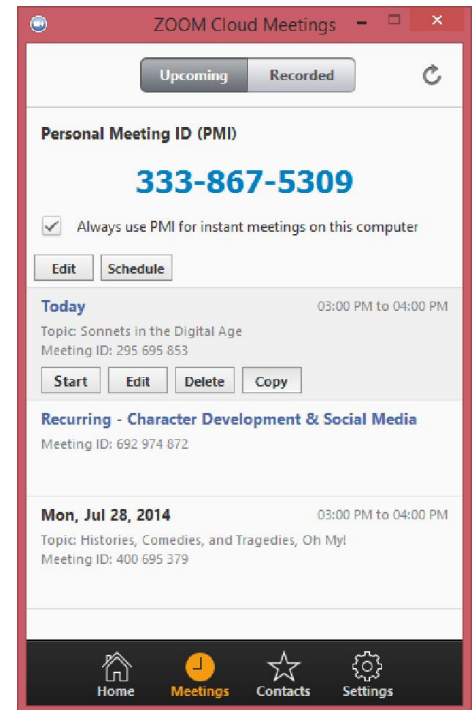 ZOOM Cloud Meetings
Upcoming Recorded
Personal Meeting ID (PMI)
333-867-5309
Always use PMI for instant meetings on this computer
Edit Schedule
Today 03:00 PM to 04:00 PM
Topic: Sonnets in the Digital Age
Meeting ID: 295 695 853
Start Edit Delete Copy
Recurring - Character Development & Social Media
Meeting ID: 692 974 872
Mon, Jul 28, 2014 03:00 PM to 04:00 PM
Topic: Histories, Comedies, and Tragedies, Oh My!
Meeting ID: 400 695 379
Home Meetings Contacts Settings